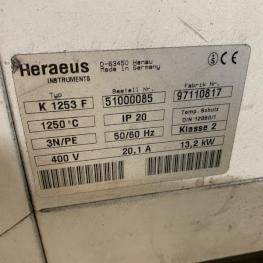 Heraeus
INSTRUMENTS
D-63450 Hanau
Made in Germany
Typ
Bestell Nr.
Fabrik Nr.
K 1253 F
51000085
97110817
1250 °C
IP 20
Temp. Schutz
DIN 12880/1
3N/PE
50/60 Hz
Klasse 2
400 V
20,1 A
13,2 kW